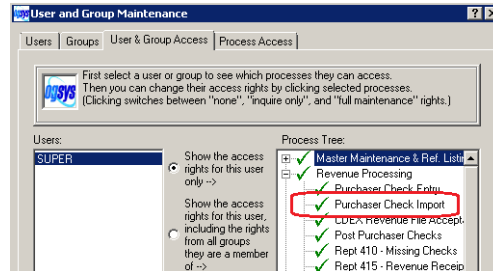 User and Group Maintenance
Users
Groups
User & Group Access
Process Access
ogsys
First select a user or group to see which processes they can access.
Then you can change their access rights by clicking selected processes.
(Clicking switches between "none", "inquire only", and "full maintenance" rights.)
Users:
SUPER
Show the access
rights for this user
only -->
Show the access
rights for this user,
including the rights
from all groups
they are a member
of -->
Process Tree:
Master Maintenance & Ref. Listin
Revenue Processing
Purchaser Check Entry
Purchaser Check Import
CDEX Revenue File Accept
Post Purchaser Checks
Rept 410 - Missing Checks
Rept 415 - Revenue Receip